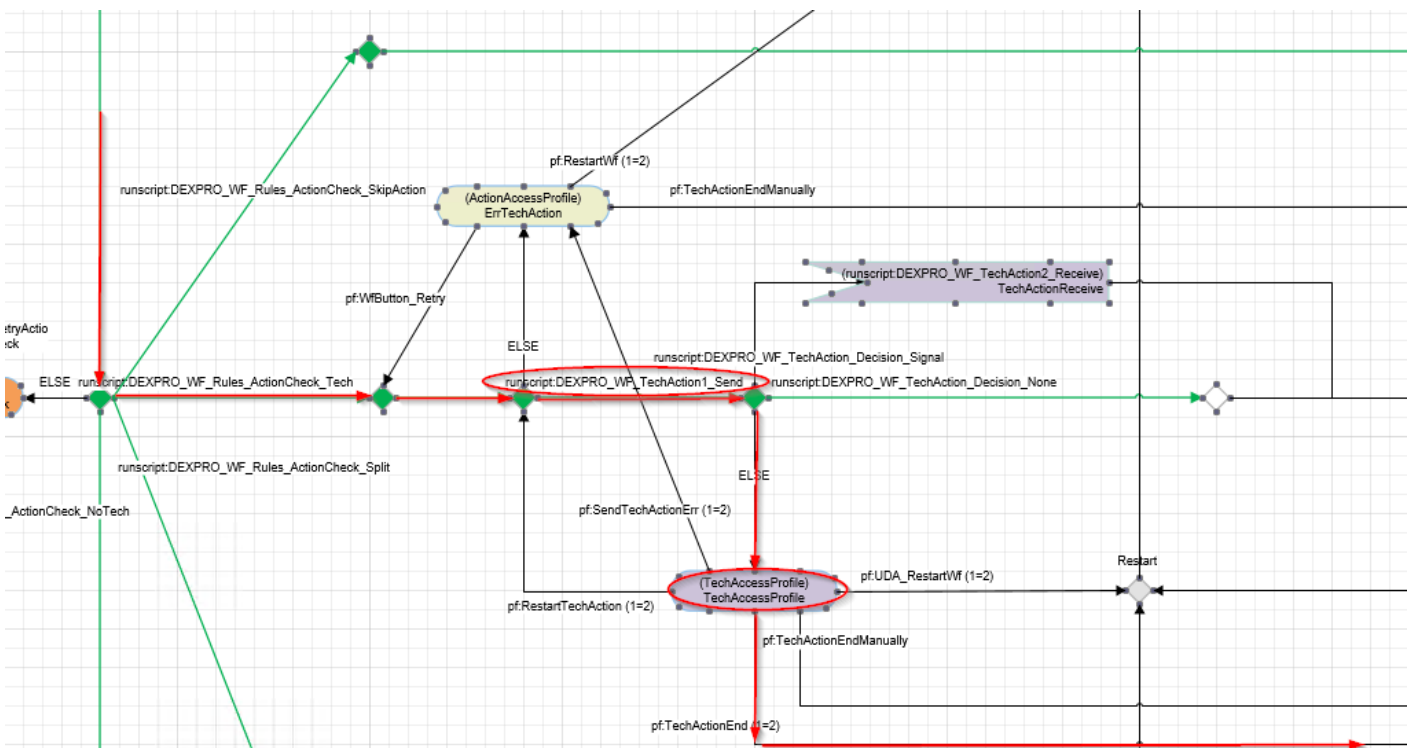 pf:RestartWf (1=2)
runscript:DEXPRO_WF_Rules_ActionCheck_SkipAction
pf:TechActionEndManually
(ActionAccessProfile)
ErrTechAction
(runscript:DEXPRO_WF_TechAction2_Receive)
TechActionReceive
pf:WfButton_Retry
etryActio
eck
ELSE
runscript:DEXPRO_WF_TechAction_Decision_Signal
ELSE
runscript:DEXPRO_WF_Rules_ActionCheck_Tech
runscript:DEXPRO_WF_TechAction1_Send
runscript:DEXPRO_WF_TechAction_Decision_None
runscript:DEXPRO_WF_Rules_ActionCheck_Split
ELSE
_ActionCheck_NoTech
pf:SendTechActionErr (1=2)
Restart
(TechAccessProfile)
TechAccessProfile
pf:UDA_RestartWf (1=2)
pf:RestartTechAction (1=2)
pf:TechActionEndManually
pf:TechActionEnd (1=2)